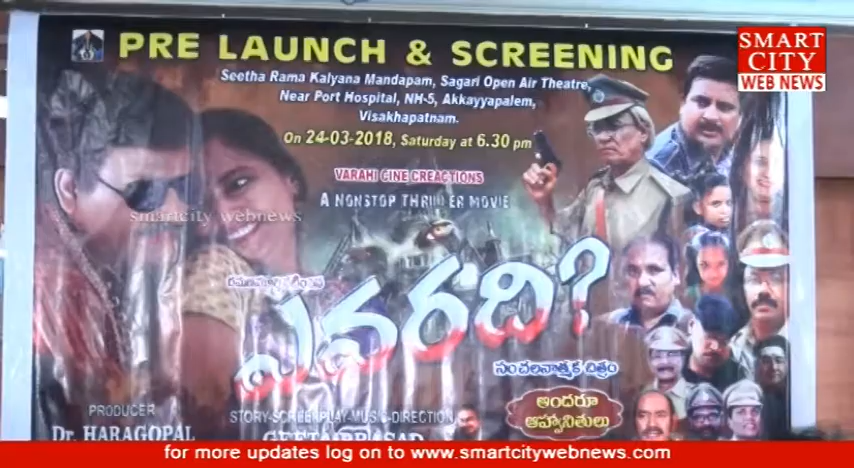 PRE LAUNCH & SCREENING
SMART
CITY
WEB NEWS
SEETHA RAMA KALYANA MANDAPAM, SAGARI OPEN AIR THEATRE,
NEAR PORT HOSPITAL, NH-5, AKKAYYAPALEM,
VISAKHAPATNAM.
On 24-03-2018, SATURDAY AT 6.30 PM
VARAHI CINE CREACTIONS
A NONSTOP THRILLER MOVIE
smartcity webnews
ఎవరది?
సంచలనాత్మక చిత్రం
అందరూ
ఆహ్వానితులు
PRODUCER
Dr. HARAGOPAL
STORY-SCREENPLAY-MUSIC-DIRECTION
GEETA PRASAD
for more updates log on to www.smartcitywebnews.com